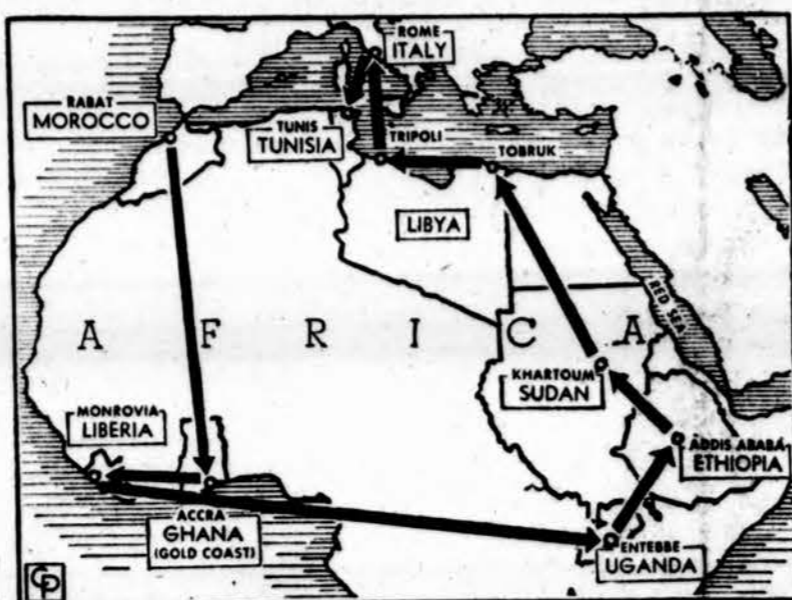 ROME
ITALY
RABAT
MOROCCO
TUNIS
TUNISIA
TRIPOLI
TOBRUK
LIBYA
RED SEA
A F R I C A
KHARTOUM
SUDAN
MONROVIA
LIBERIA
ADDIS ABABA
ETHIOPIA
ACCRA
GHANA
(GOLD COAST)
ENTEBBE
UGANDA
CP